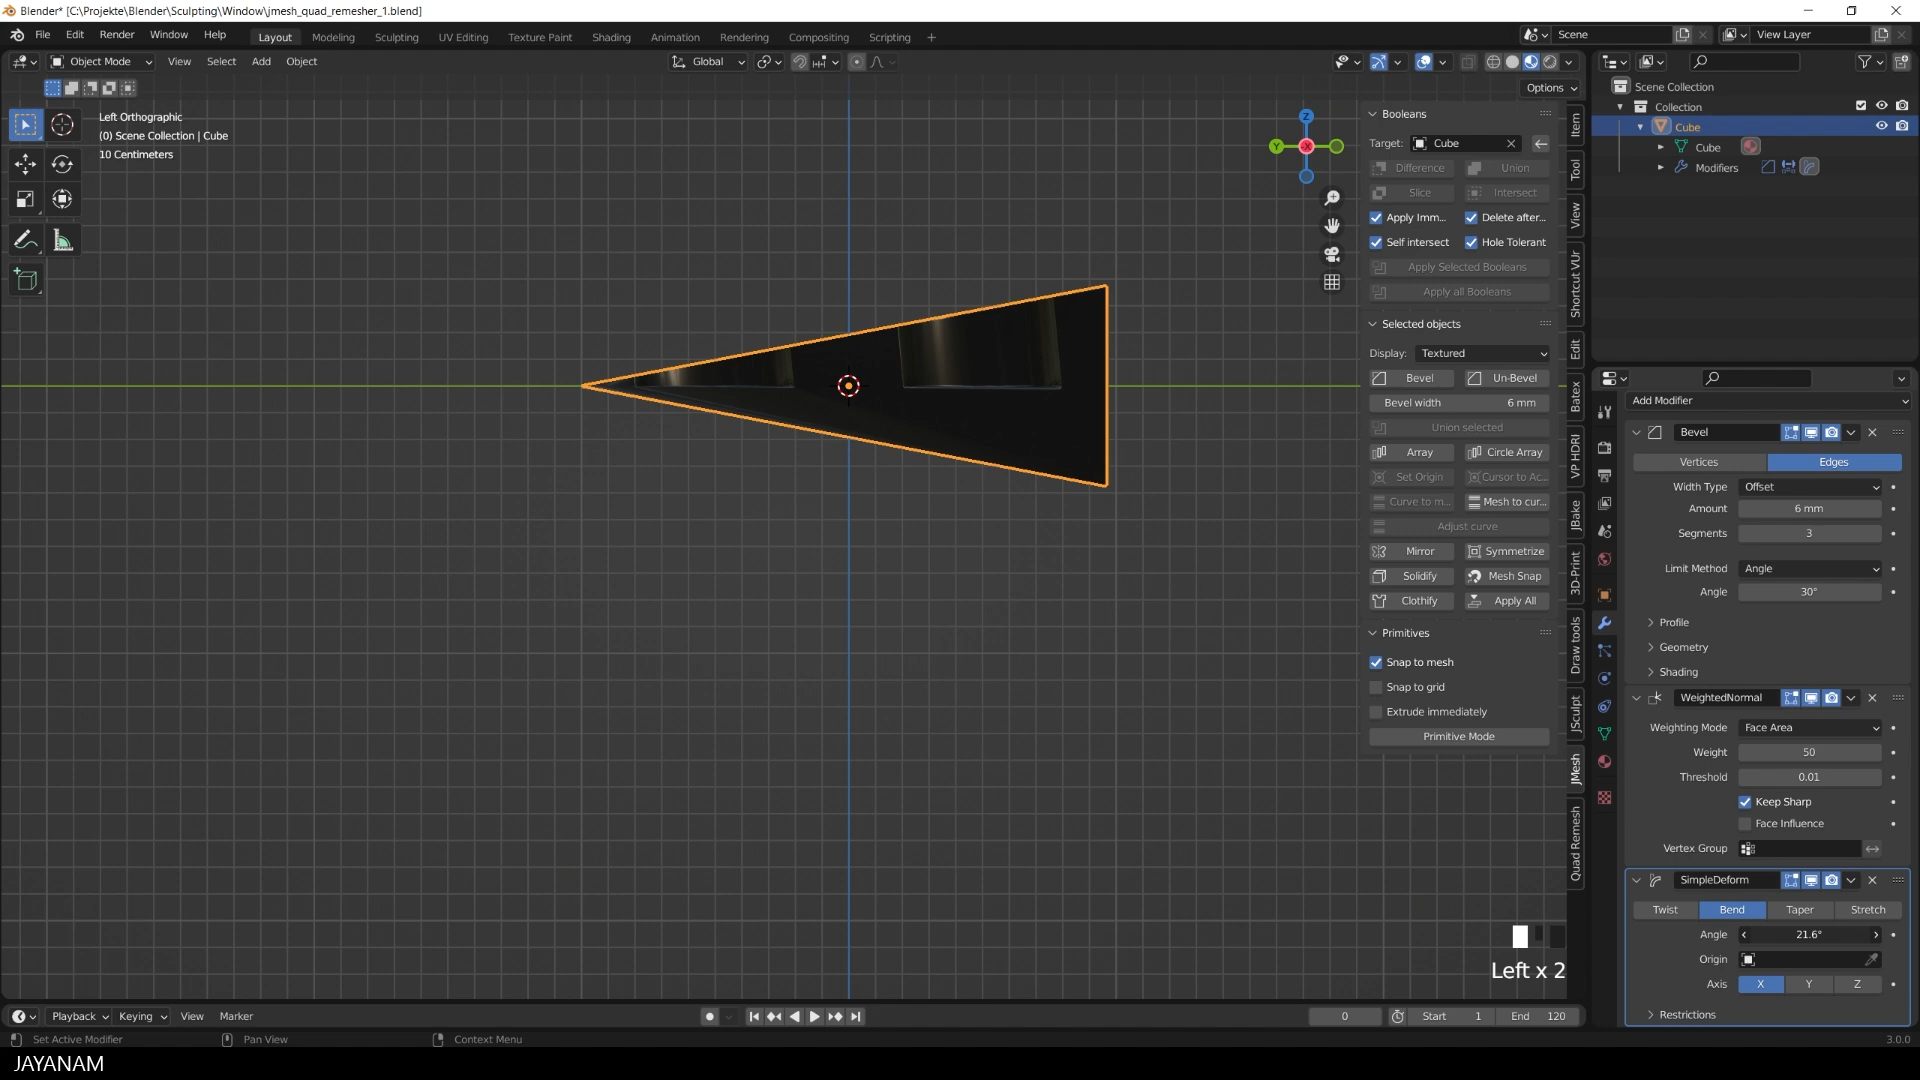 Blender* [C:\Projekte\Blender\Sculpting\Window\jmesh_quad_remesher_1.blend]
File Edit Render Window Help Layout Modeling Sculpting UV Editing Texture Paint Shading Animation Rendering Compositing Scripting + Scene View Layer
Object Mode View Select Add Object Global
Options
Left Orthographic
(0) Scene Collection | Cube
10 Centimeters
Z
Y
X
Booleans
Target: Cube
Difference Union
Slice Intersect
Apply Imm... Delete after...
Self intersect Hole Tolerant
Apply Selected Booleans
Apply all Booleans
Selected objects
Display: Textured
Bevel Un-Bevel
Bevel width 6 mm
Union selected
Array Circle Array
Set Origin Cursor to Ac...
Curve to m... Mesh to cur...
Adjust curve
Mirror Symmetrize
Solidify Mesh Snap
Clothify Apply All
Primitives
Snap to mesh
Snap to grid
Extrude immediately
Primitive Mode
Item
Tool
View
Shortcut VUr
Edit
Batex
VP HDRI
JBake
3D-Print
Draw tools
JSculpt
JMesh
Quad Remesh
Scene Collection
Collection
Cube
Cube
Modifiers
Add Modifier
Bevel
Vertices Edges
Width Type Offset
Amount 6 mm
Segments 3
Limit Method Angle
Angle 30°
Profile
Geometry
Shading
WeightedNormal
Weighting Mode Face Area
Weight 50
Threshold 0.01
Keep Sharp
Face Influence
Vertex Group
SimpleDeform
Twist Bend Taper Stretch
Angle 21.6°
Origin
Axis X Y Z
Restrictions
Left x 2
Playback Keying View Marker 0 Start 1 End 120
Set Active Modifier Pan View Context Menu 3.0.0
JAYANAM